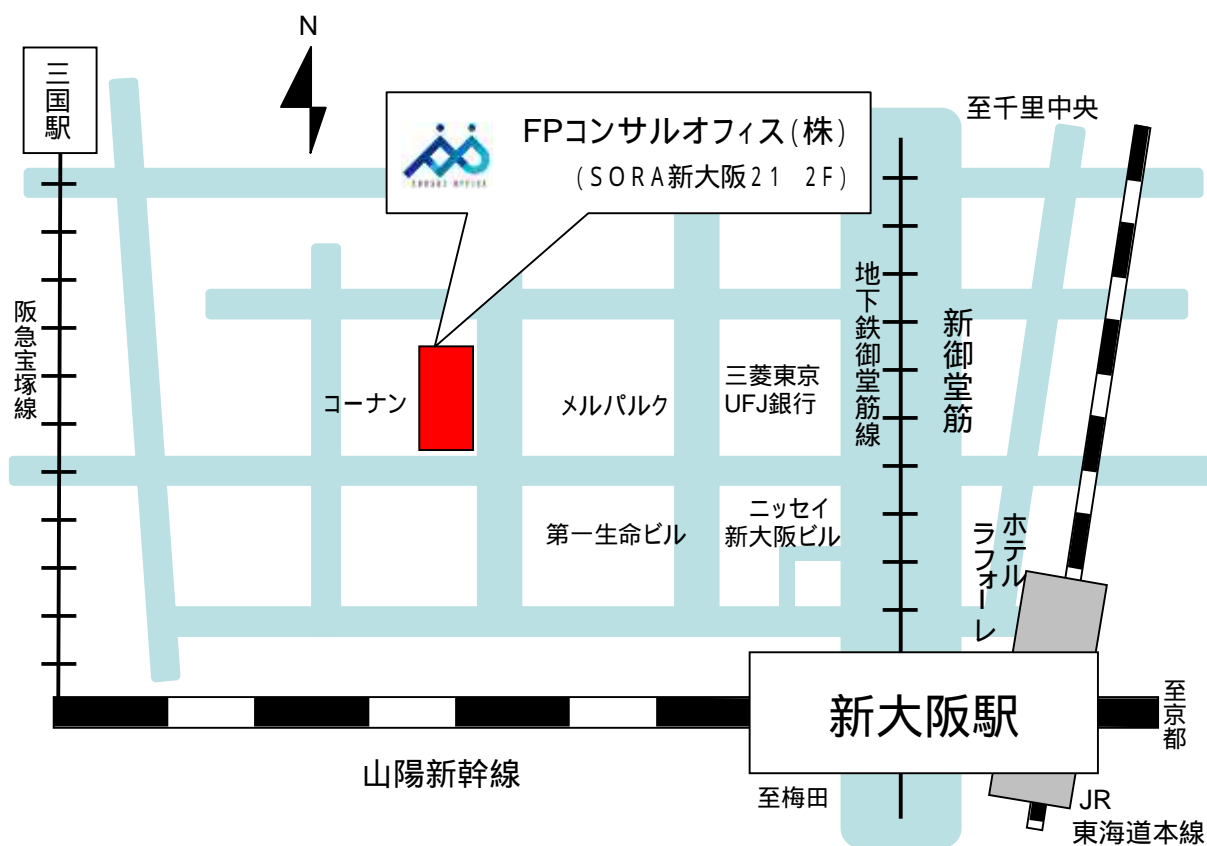 N
三国駅
至千里中央
FPコンサルオフィス(株)
(SORA新大阪21 2F)
阪急宝塚線
地下鉄御堂筋線
新御堂筋
コーナン
メルパルク
三菱東京
UFJ銀行
第一生命ビル
ニッセイ
新大阪ビル
ホテル
ラフォーレ
新大阪駅
至京都
山陽新幹線
至梅田
JR
東海道本線